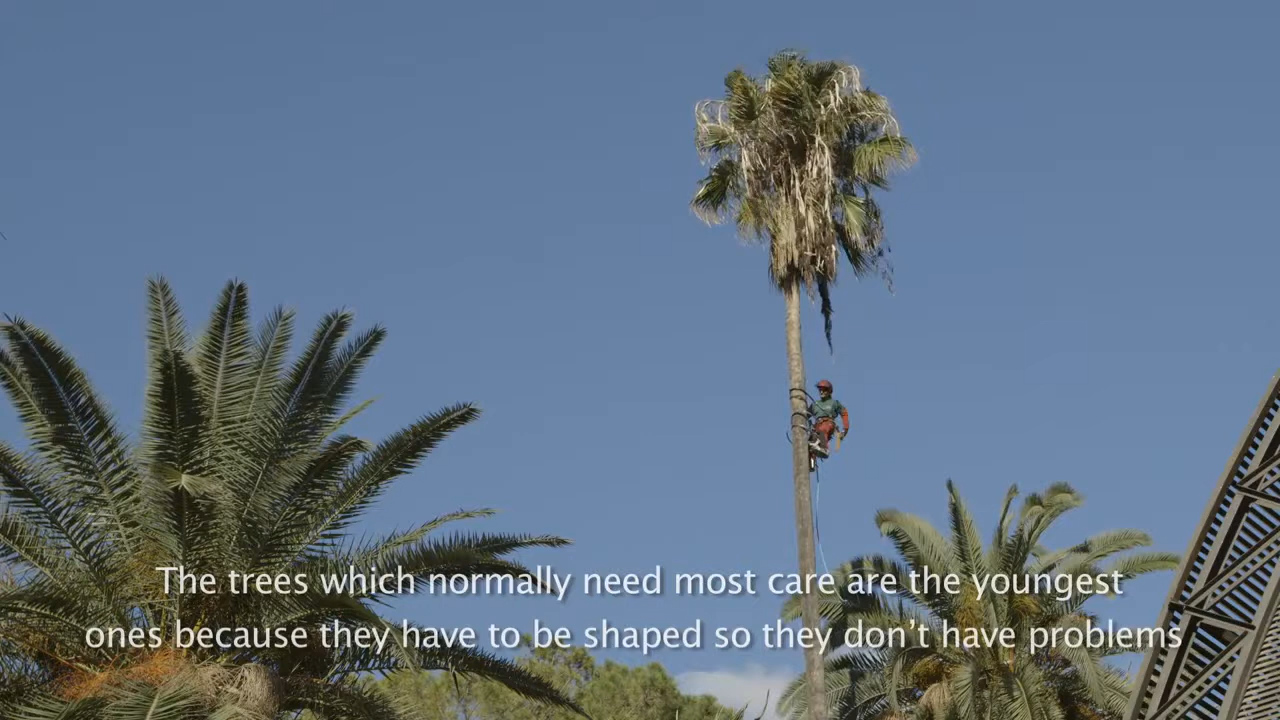 The trees which normally need most care are the youngest
ones because they have to be shaped so they don't have problems